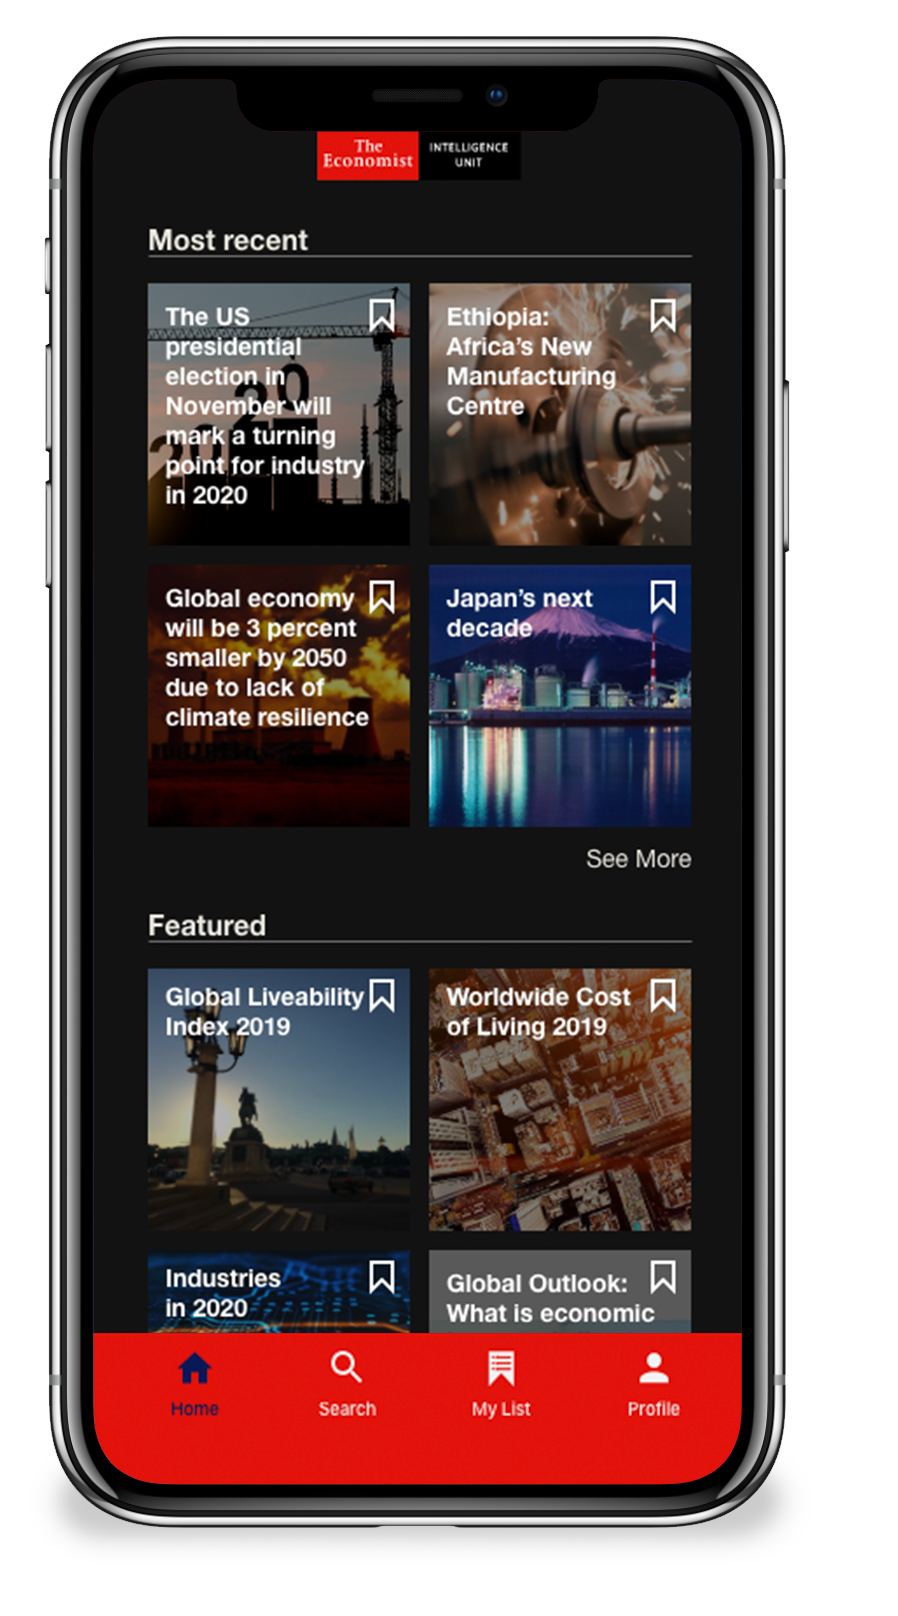 The
Economist
INTELLIGENCE
UNIT
Most recent
The US
presidential
election in
November will
mark a turning
point for industry
in 2020
Ethiopia:
Africa's New
Manufacturing
Centre
2020
Global economy
will be 3 percent
smaller by 2050
due to lack of
climate resilience
Japan's next
decade
See More
Featured
Global Liveability
Index 2019
Worldwide Cost
of Living 2019
Industries
in 2020
Global Outlook:
What is economic
Home
Search
My List
Profile